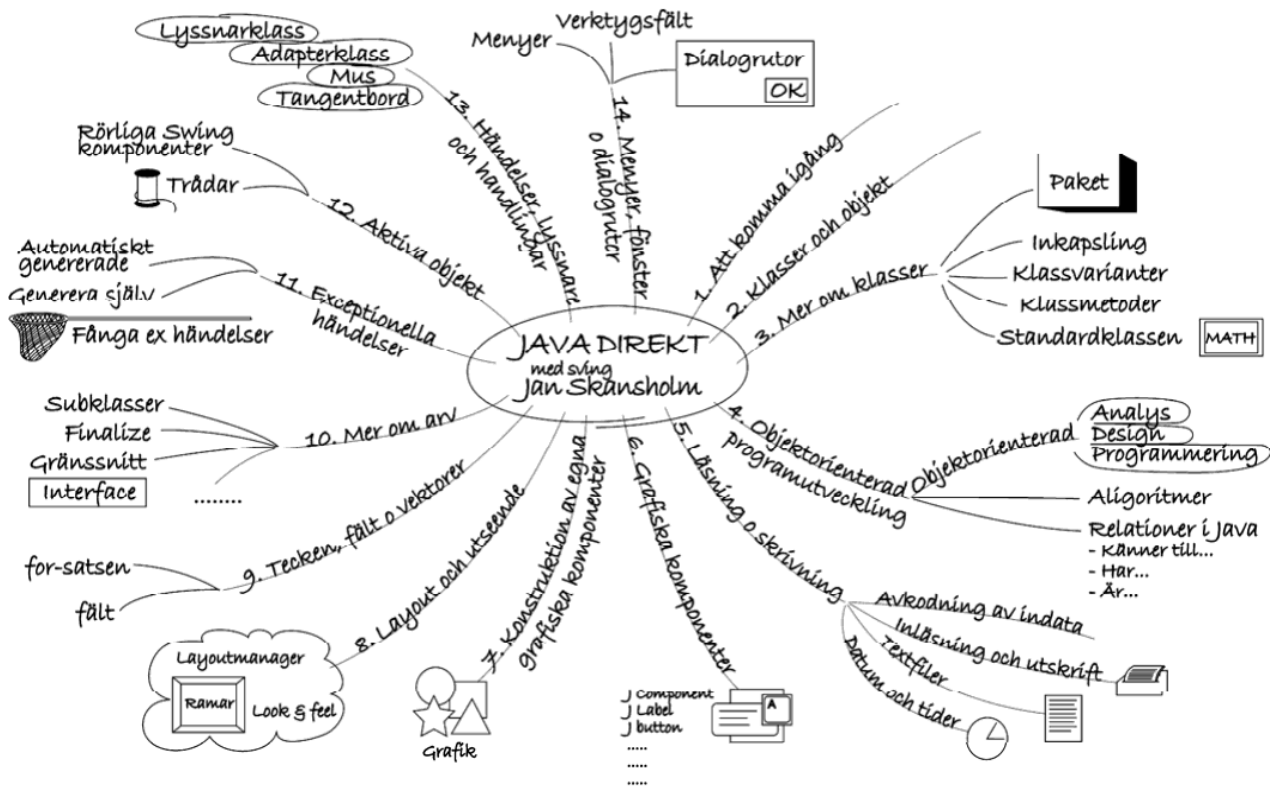 JAVA DIREKT
med sving
Jan Skansholm
1. Att komma igång
2. Klasser och objekt
3. Mer om klasser
Paket
Inkapsling
Klassvarianter
Klassmetoder
Standardklassen
MATH
4. Objektorienterad
programutveckling
Objektorienterad
Analys
Design
Programmering
Aligoritmer
Relationer i Java
- Känner till...
- Har...
- Är...
5. Läsning o skrivning
Avkodning av indata
Inläsning och utskrift
Textfiler
Datum och tider
6. Grafiska komponenter
J Component
J Label
J button
.....
.....
.....
A
7. Konstruktion av egna
grafiska komponenter
Grafik
8. Layout och utseende
Layoutmanager
Ramar
Look & feel
9. Tecken, fält o vektorer
for-satsen
fält
10. Mer om arv
Subklasser
Finalize
Gränssnitt
Interface
........
11. Exceptionella
händelser
Automatiskt
genererade
Generera själv
Fånga ex händelser
12. Aktiva objekt
Rörliga Swing
komponenter
Trådar
13. Händelser, lyssnare
och handlingar
Lyssnarklass
Adapterklass
Mus
Tangentbord
14. Menyer, fönster
o dialogrutor
Menyer
Verktygsfält
Dialogrutor
OK